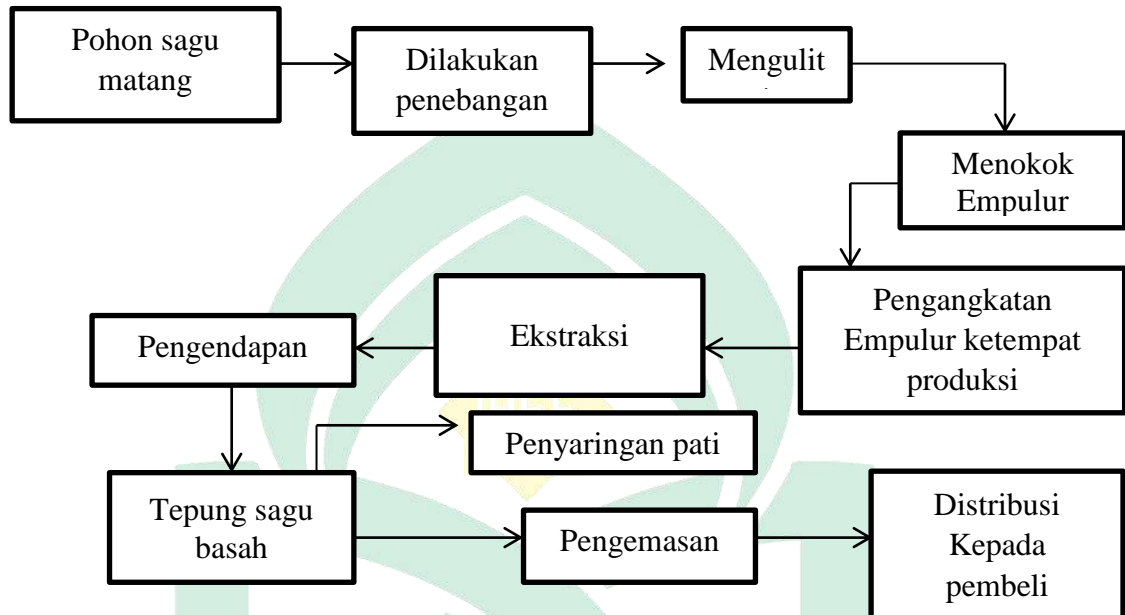 Pohon sagu
matang
Dilakukan
penebangan
Mengulit
Menokok
Empulur
Pengangkatan
Empulur ketempat
produksi
Ekstraksi
Pengendapan
Penyaringan pati
Tepung sagu
basah
Pengemasan
Distribusi
Kepada
pembeli